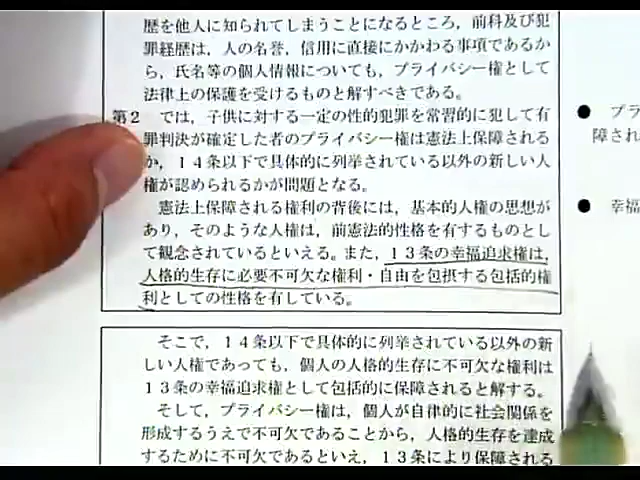 歴を他人に知られてしまうことになるところ，前科及び犯
罪経歴は，人の名誉，信用に直接にかかわる事項であるか
ら，氏名等の個人情報についても，プライバシー権として
法律上の保護を受けるものと解すべきである。
第２　では，子供に対する一定の性的犯罪を常習的に犯して有
罪判決が確定した者のプライバシー権は憲法上保障される
か，１４条以下で具体的に列挙されている以外の新しい人
権が認められるかが問題となる。
憲法上保障される権利の背後には，基本的人権の思想が
あり，そのような人権は，前憲法的性格を有するものとし
て観念されているといえる。また，１３条の幸福追求権は，
人格的生存に必要不可欠な権利・自由を包摂する包括的権
利としての性格を有している。
そこで，１４条以下で具体的に列挙されている以外の新
しい人権であっても，個人の人格的生存に不可欠な権利は
１３条の幸福追求権として包括的に保障されると解する。
そして，プライバシー権は，個人が自律的に社会関係を
形成するうえで不可欠であることから，人格的生存を達成
するために不可欠であるといえ，１３条により保障される
● プラ
障され
● 幸福